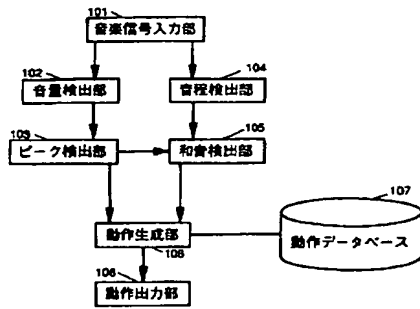 101
音楽信号入力部
102
音量検出部
104
音程検出部
103
ピーク検出部
105
和音検出部
107
動作データベース
動作生成部
106
108
動作出力部